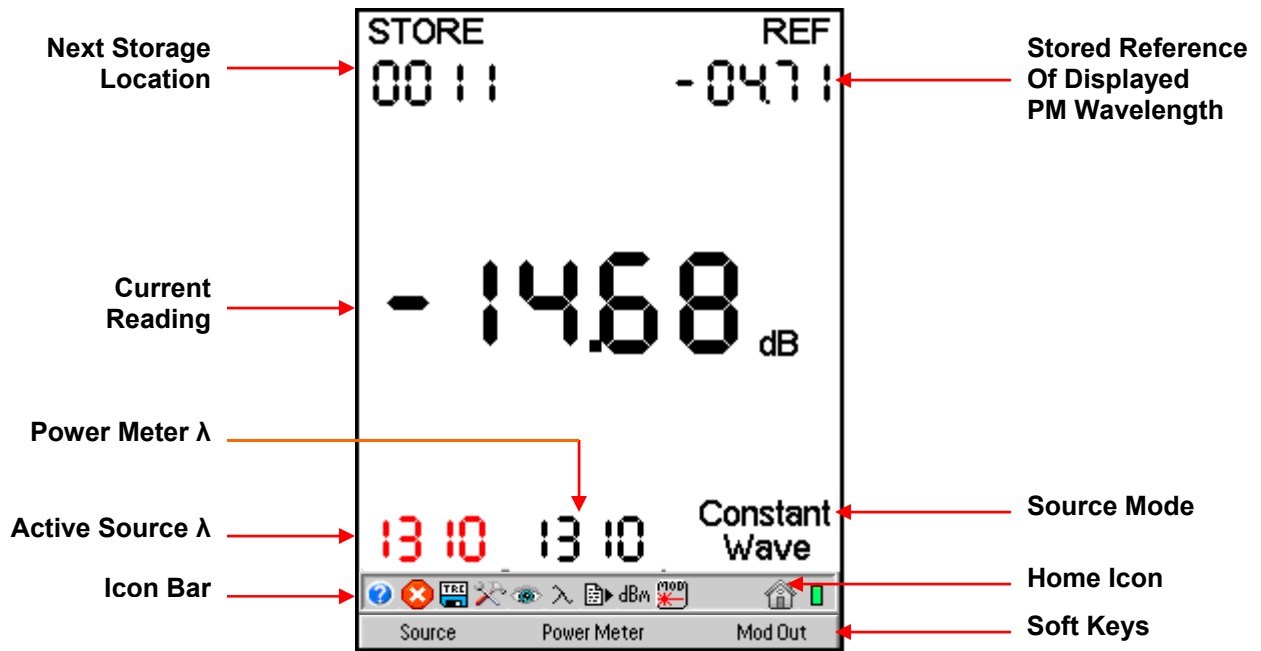 STORE
REF
0011
-04.71
Next Storage
Location
Stored Reference
Of Displayed
PM Wavelength
Current
Reading
-14.68 dB
Power Meter λ
Active Source λ
1310
1310
Constant
Wave
Source Mode
Icon Bar
? TRE λ dBm MOD
Home Icon
Source
Power Meter
Mod Out
Soft Keys